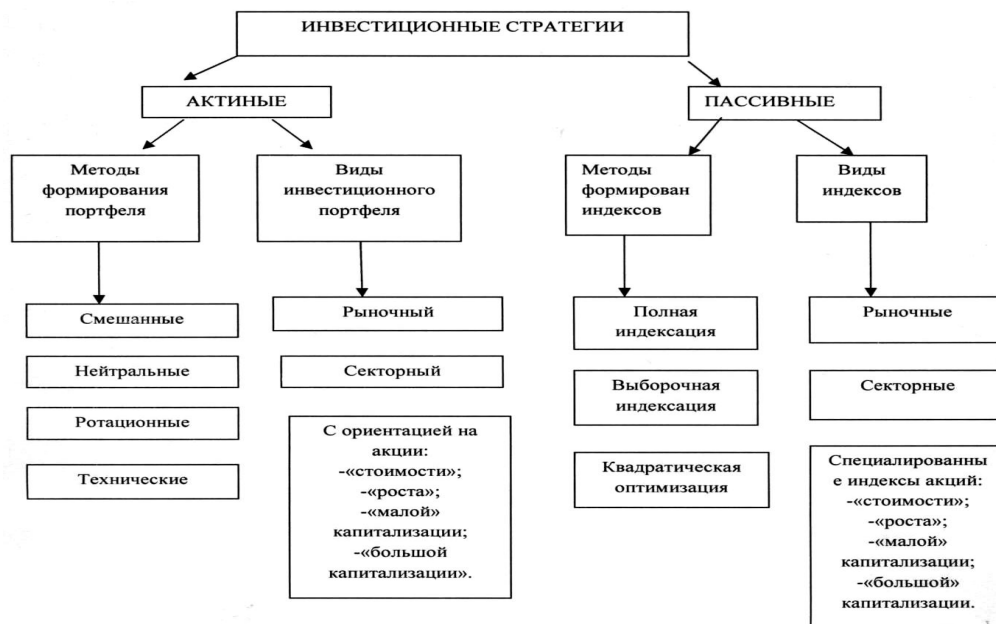 ИНВЕСТИЦИОННЫЕ СТРАТЕГИИ
АКТИНЫЕ
ПАССИВНЫЕ
Методы
формирования
портфеля
Виды
инвестиционного
портфеля
Методы
формирован
индексов
Виды
индексов
Смешанные
Нейтральные
Ротационные
Технические
Рыночный
Секторный
С ориентацией на
акции:
-«стоимости»;
-«роста»;
-«малой»
капитализации;
-«большой
капитализации».
Полная
индексация
Выборочная
индексация
Квадратическая
оптимизация
Рыночные
Секторные
Специалированны
е индексы акций:
-«стоимости»;
-«роста»;
-«малой»
капитализации;
-«большой»
капитализации.